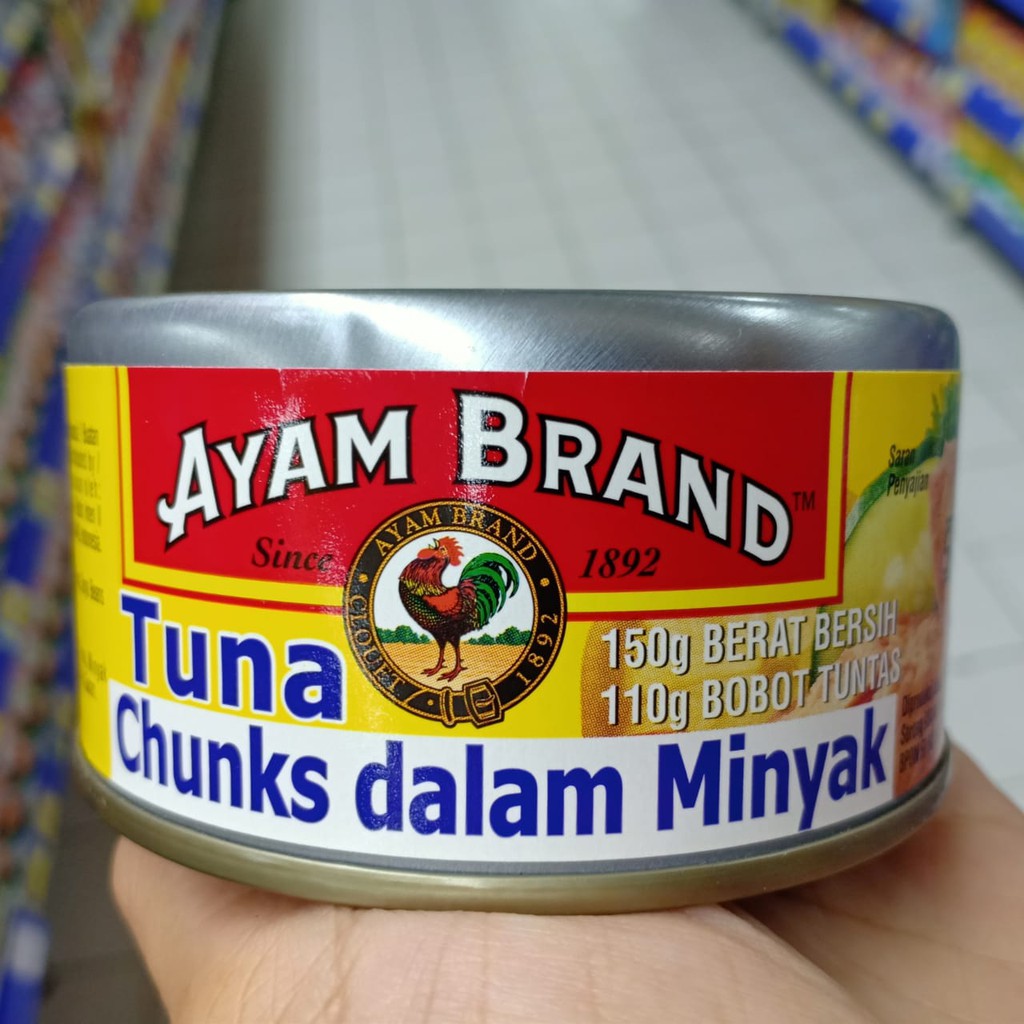 AYAM BRAND™
Since 1892
AYAM BRAND
CLOUET 1892
Saran
Penyajian
Tuna
Chunks dalam Minyak
150g BERAT BERSIH
110g BOBOT TUNTAS